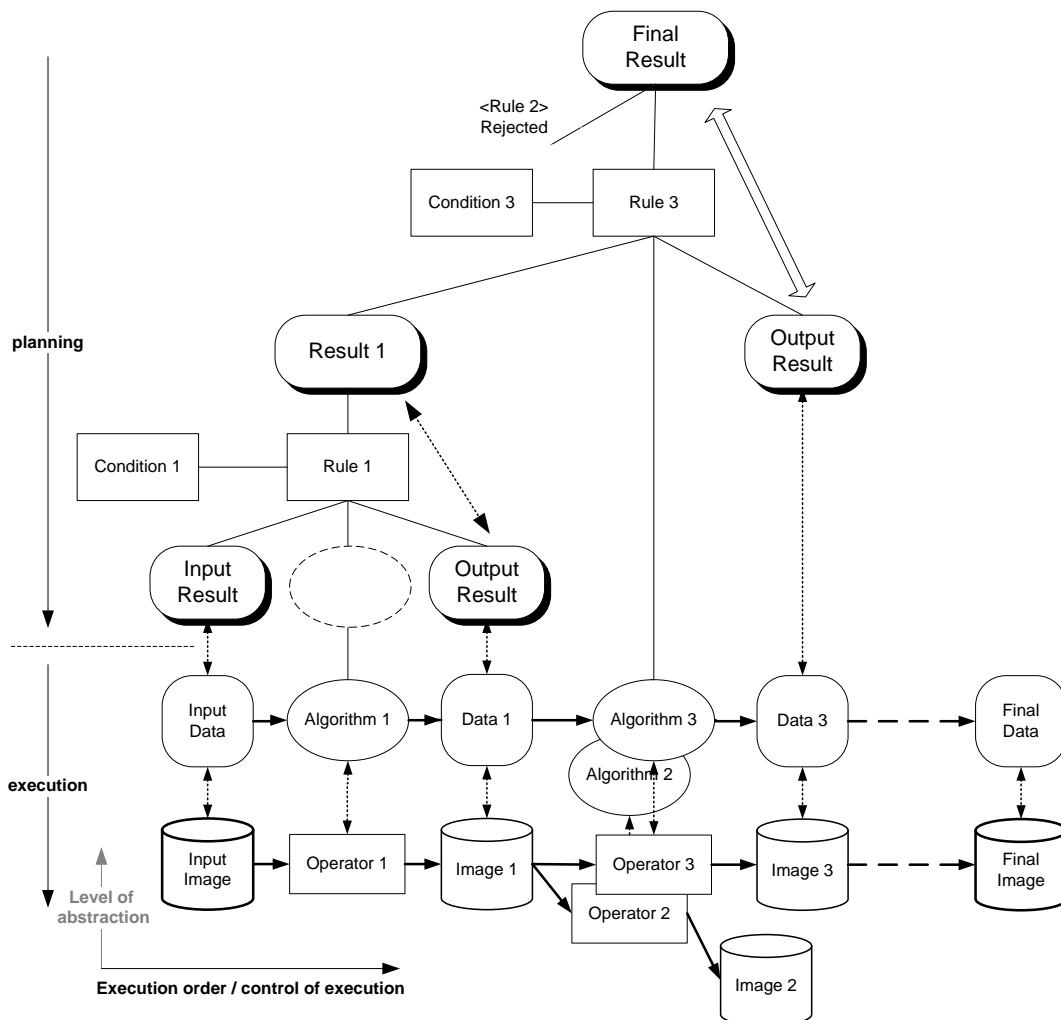 Final
Result
<Rule 2>
Rejected
Condition 3
Rule 3
planning
Result 1
Output
Result
Condition 1
Rule 1
Input
Result
Output
Result
Input
Data
Algorithm 1
Data 1
Algorithm 3
Data 3
Final
Data
Algorithm 2
execution
Input
Image
Operator 1
Image 1
Operator 3
Image 3
Final
Image
Level of
abstraction
Operator 2
Execution order / control of execution
Image 2